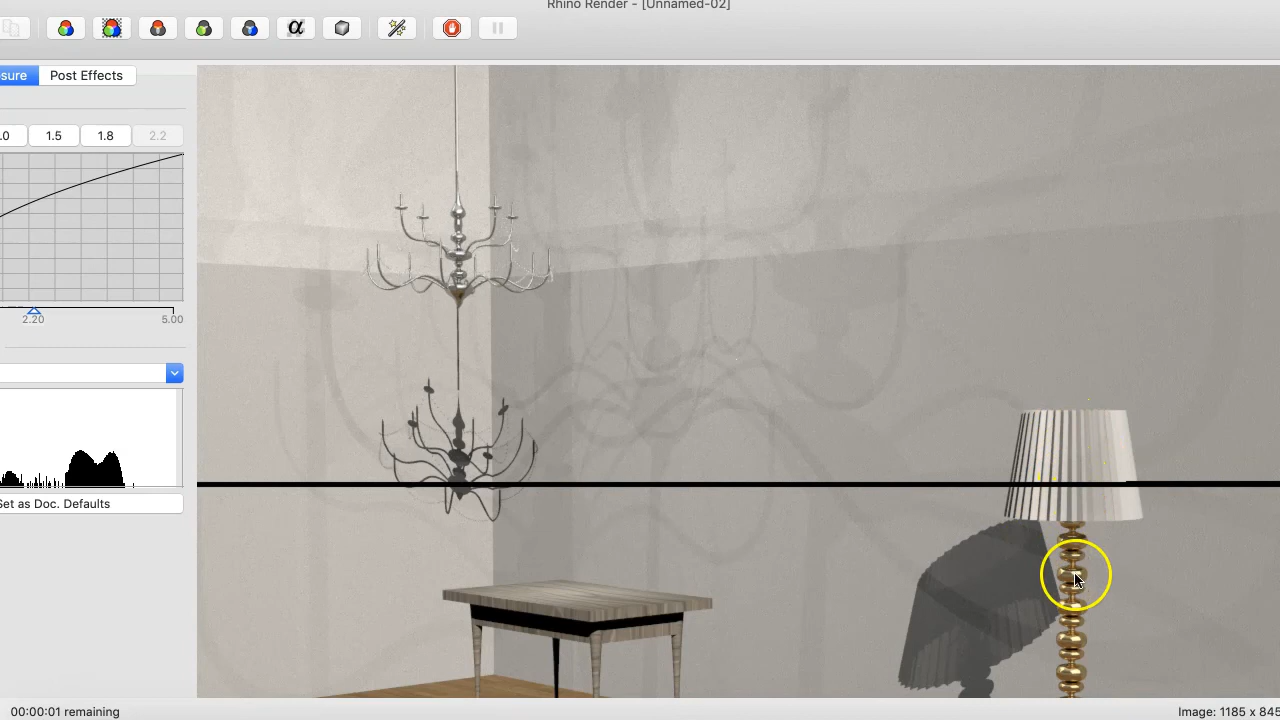 Rhino Render - [Unnamed-02]
α
sure Post Effects
.0 1.5 1.8 2.2
2.20 5.00
Set as Doc. Defaults
00:00:01 remaining Image: 1185 x 845